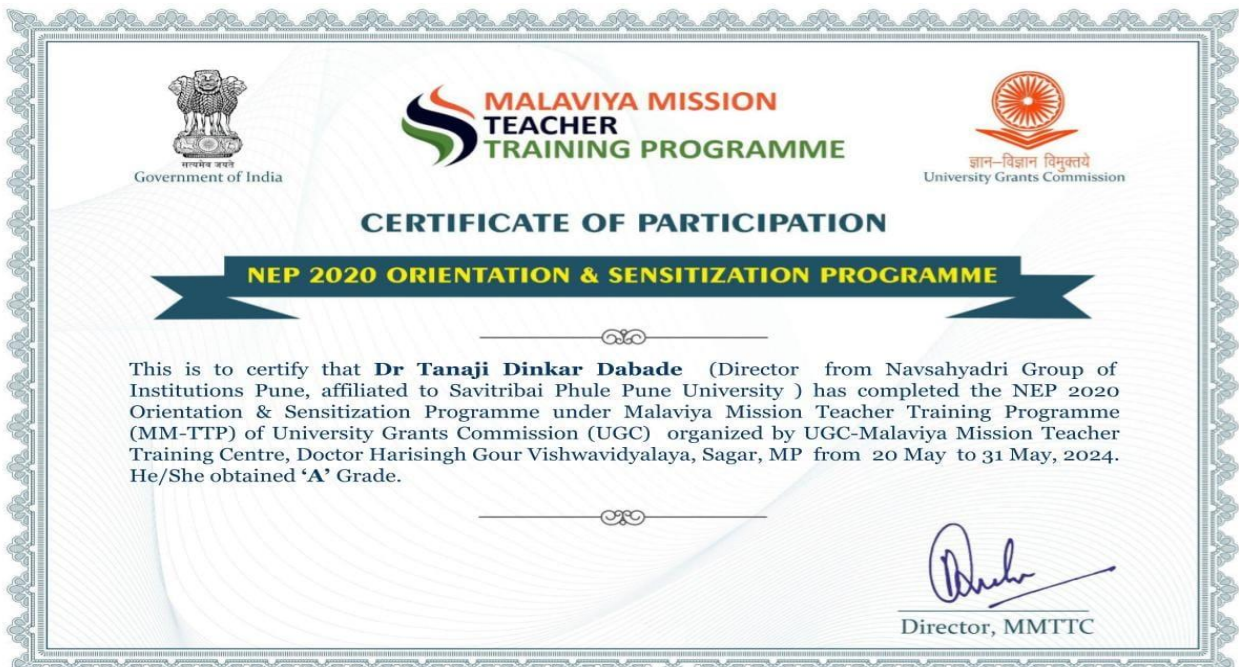 सत्यमेव जयते
Government of India
MALAVIYA MISSION
TEACHER
TRAINING PROGRAMME
ज्ञान-विज्ञान विमुक्तये
University Grants Commission
CERTIFICATE OF PARTICIPATION
NEP 2020 ORIENTATION & SENSITIZATION PROGRAMME
This is to certify that Dr Tanaji Dinkar Dabade (Director from Navsahyadri Group of
Institutions Pune, affiliated to Savitribai Phule Pune University ) has completed the NEP 2020
Orientation & Sensitization Programme under Malaviya Mission Teacher Training Programme
(MM-TTP) of University Grants Commission (UGC) organized by UGC-Malaviya Mission Teacher
Training Centre, Doctor Harisingh Gour Vishwavidyalaya, Sagar, MP from 20 May to 31 May, 2024.
He/She obtained ‘A’ Grade.
Director, MMTTC